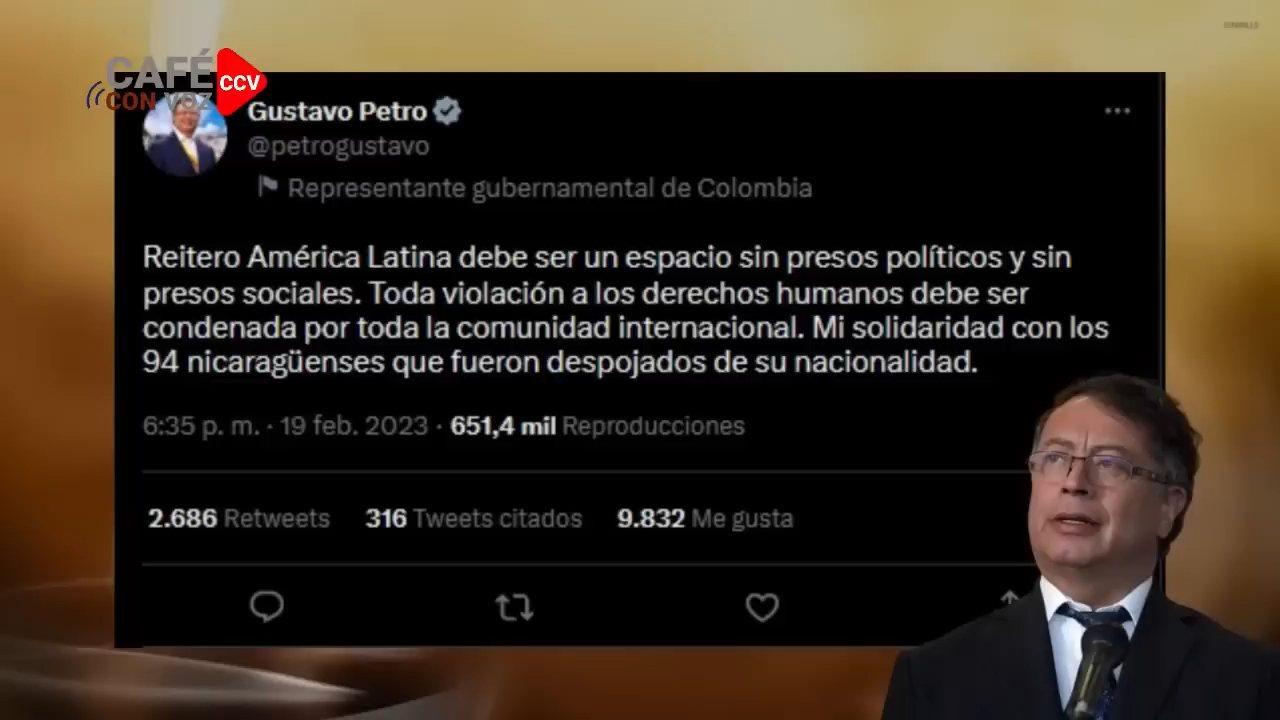 CAFÉ
CON VOZ
CCV
Gustavo Petro
@petrogustavo
Representante gubernamental de Colombia
Reitero América Latina debe ser un espacio sin presos políticos y sin
presos sociales. Toda violación a los derechos humanos debe ser
condenada por toda la comunidad internacional. Mi solidaridad con los
94 nicaragüenses que fueron despojados de su nacionalidad.
6:35 p. m. · 19 feb. 2023 · 651,4 mil Reproducciones
2.686 Retweets 316 Tweets citados 9.832 Me gusta